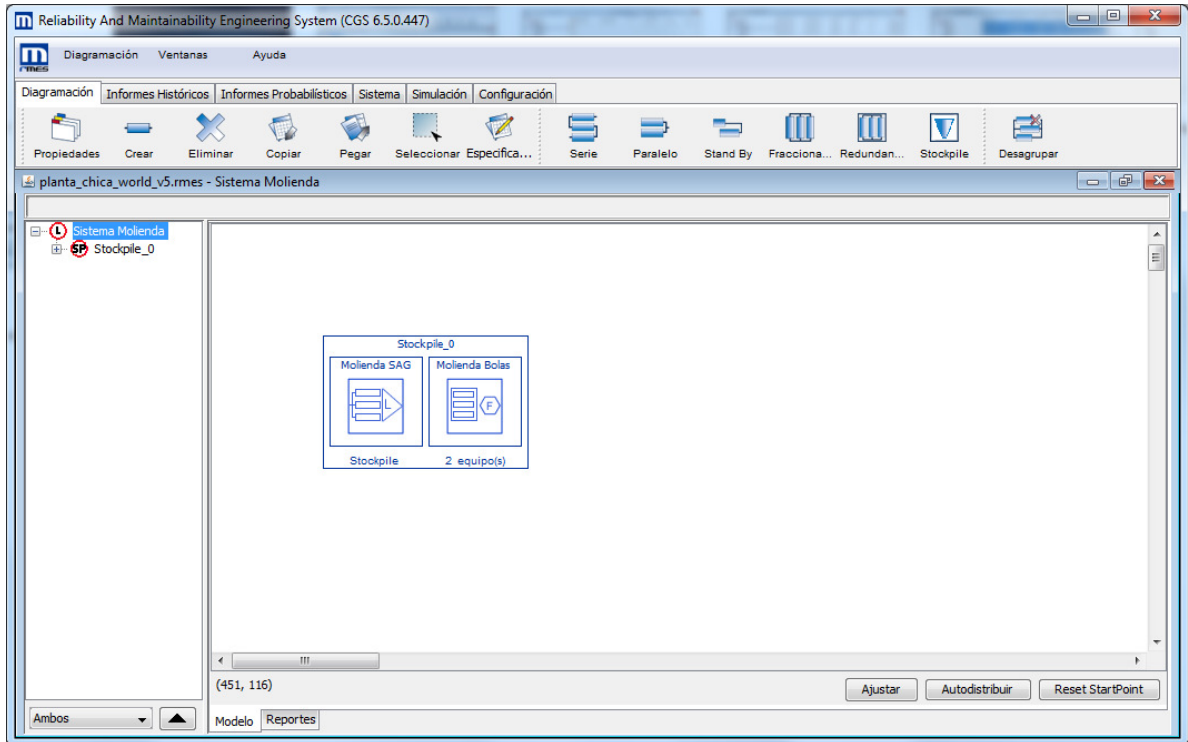 Reliability And Maintainability Engineering System (CGS 6.5.0.447)
rmes
Diagramación Ventanas Ayuda
Diagramación Informes Históricos Informes Probabilísticos Sistema Simulación Configuración
Propiedades Crear Eliminar Copiar Pegar Seleccionar Especifica... Serie Paralelo Stand By Fracciona... Redundan... Stockpile Desagrupar
planta_chica_world_v5.rmes - Sistema Molienda
L Sistema Molienda
SP Stockpile_0
Stockpile_0
Molienda SAG Molienda Bolas
L F
Stockpile 2 equipo(s)
(451, 116) Ajustar Autodistribuir Reset StartPoint
Ambos Modelo Reportes